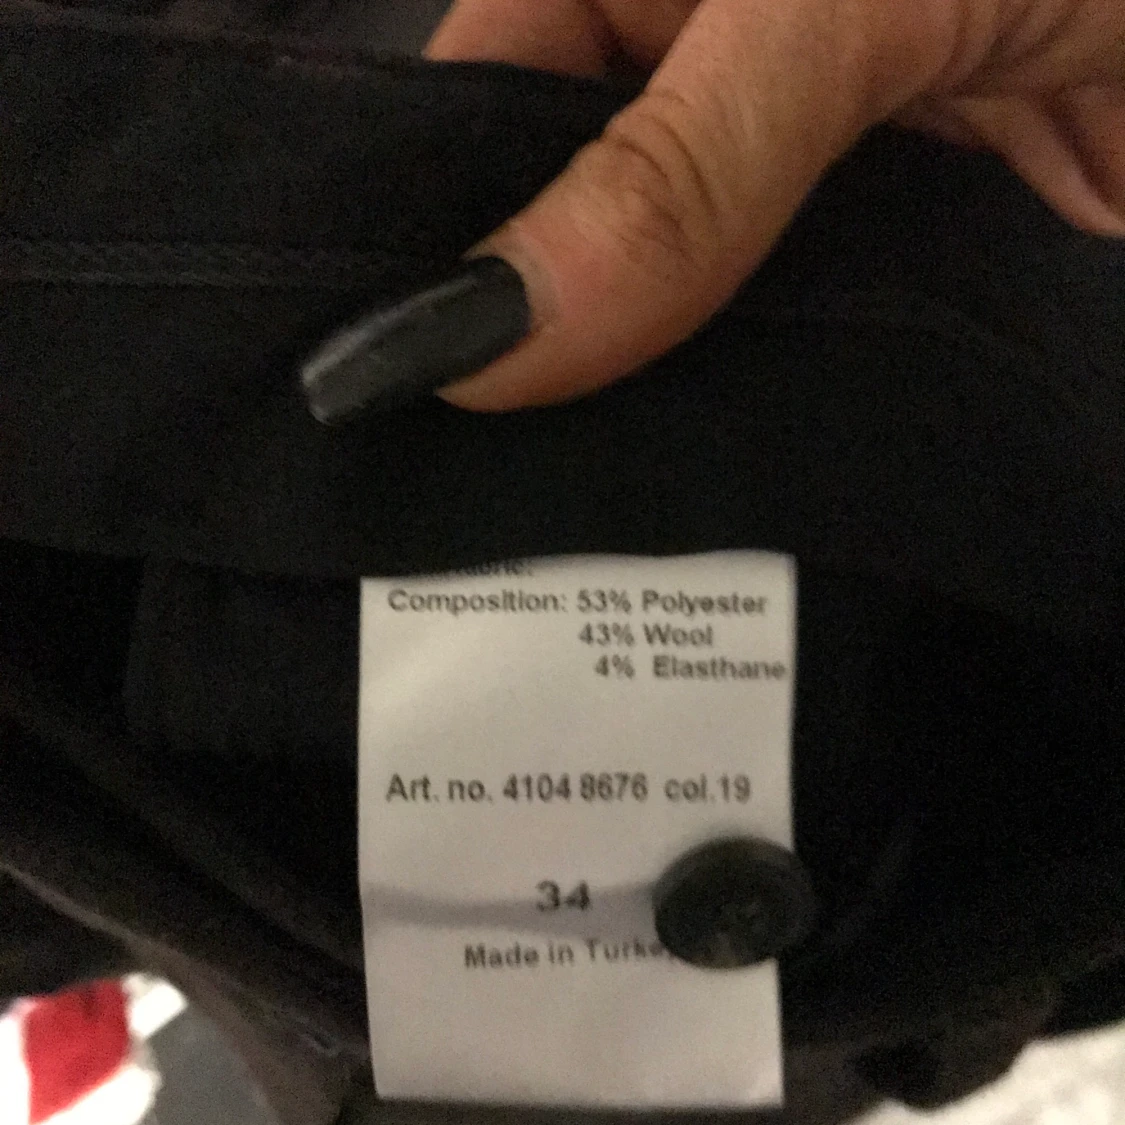 Composition: 53% Polyester
43% Wool
4% Elasthane
Art. no. 4104 8676 col.19
34
Made in